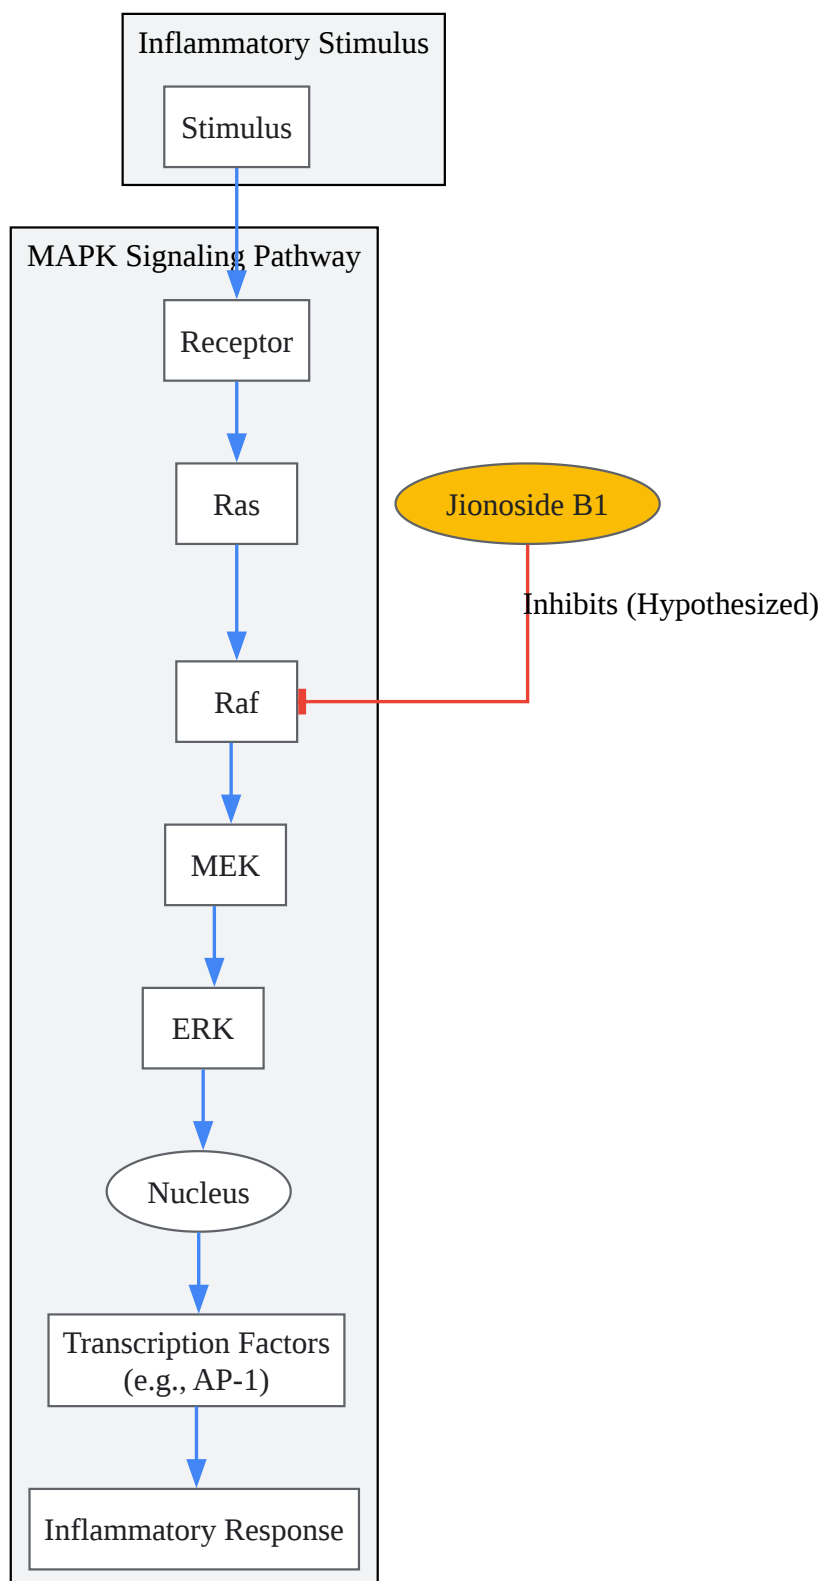 Inflammatory Stimulus
Stimulus
MAPK Signaling Pathway
Receptor
Ras
Jionoside B1
Inhibits (Hypothesized)
Raf
MEK
ERK
Nucleus
Transcription Factors
(e.g., AP-1)
Inflammatory Response